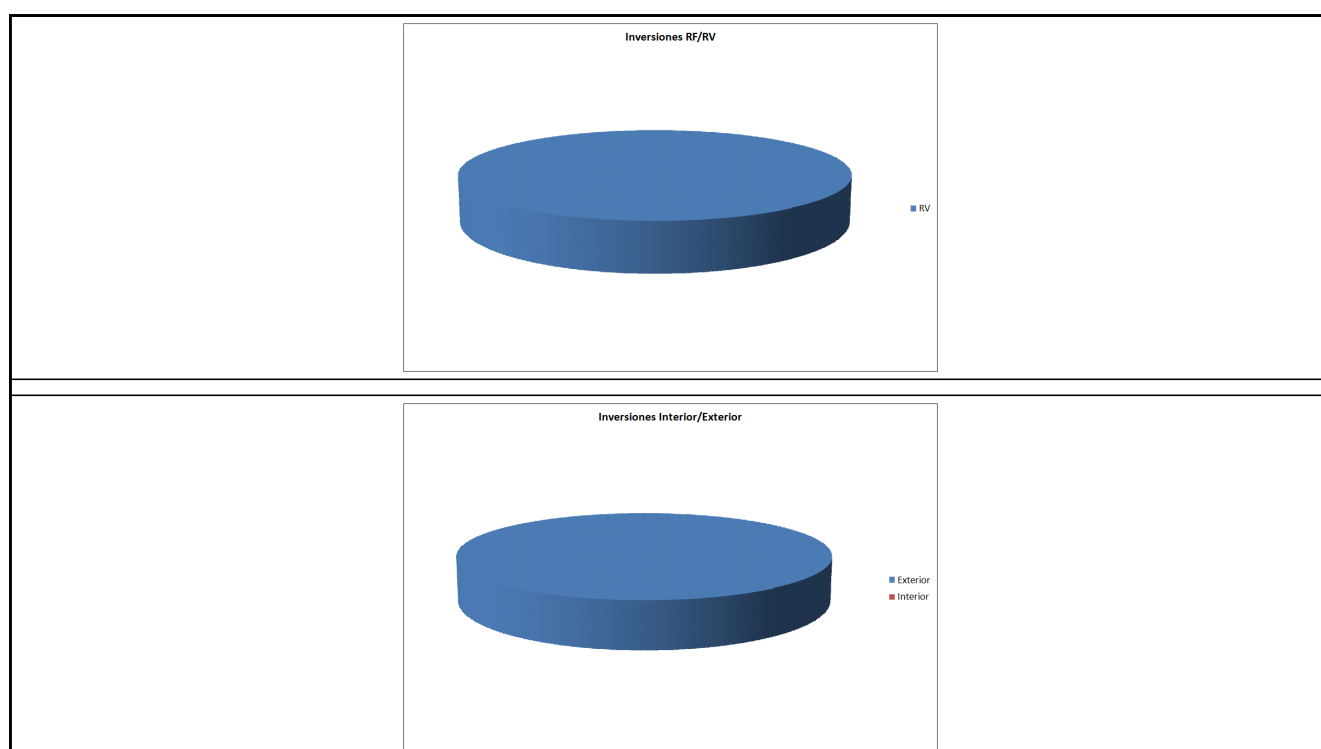 Inversiones RF/RV
RV
Inversiones Interior/Exterior
Exterior
Interior